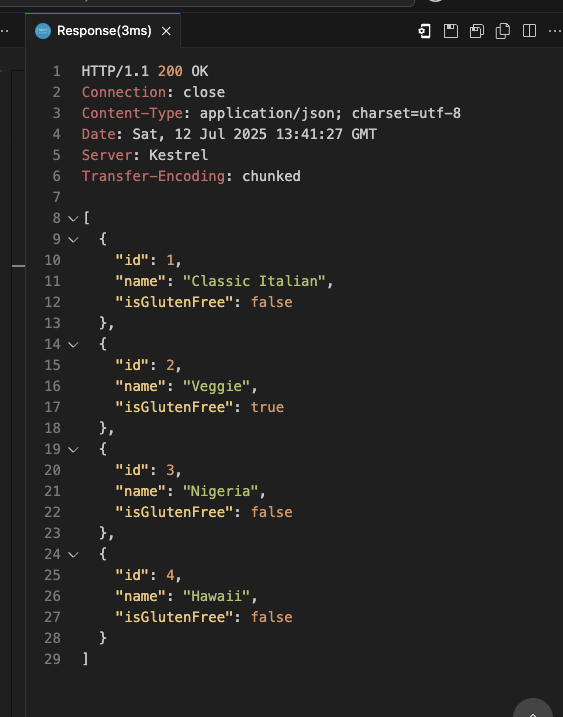 Response(3ms)
1 HTTP/1.1 200 OK
2 Connection: close
3 Content-Type: application/json; charset=utf-8
4 Date: Sat, 12 Jul 2025 13:41:27 GMT
5 Server: Kestrel
6 Transfer-Encoding: chunked
7
8 [
9 {
10 "id": 1,
11 "name": "Classic Italian",
12 "isGlutenFree": false
13 },
14 {
15 "id": 2,
16 "name": "Veggie",
17 "isGlutenFree": true
18 },
19 {
20 "id": 3,
21 "name": "Nigeria",
22 "isGlutenFree": false
23 },
24 {
25 "id": 4,
26 "name": "Hawaii",
27 "isGlutenFree": false
28 }
29 ]